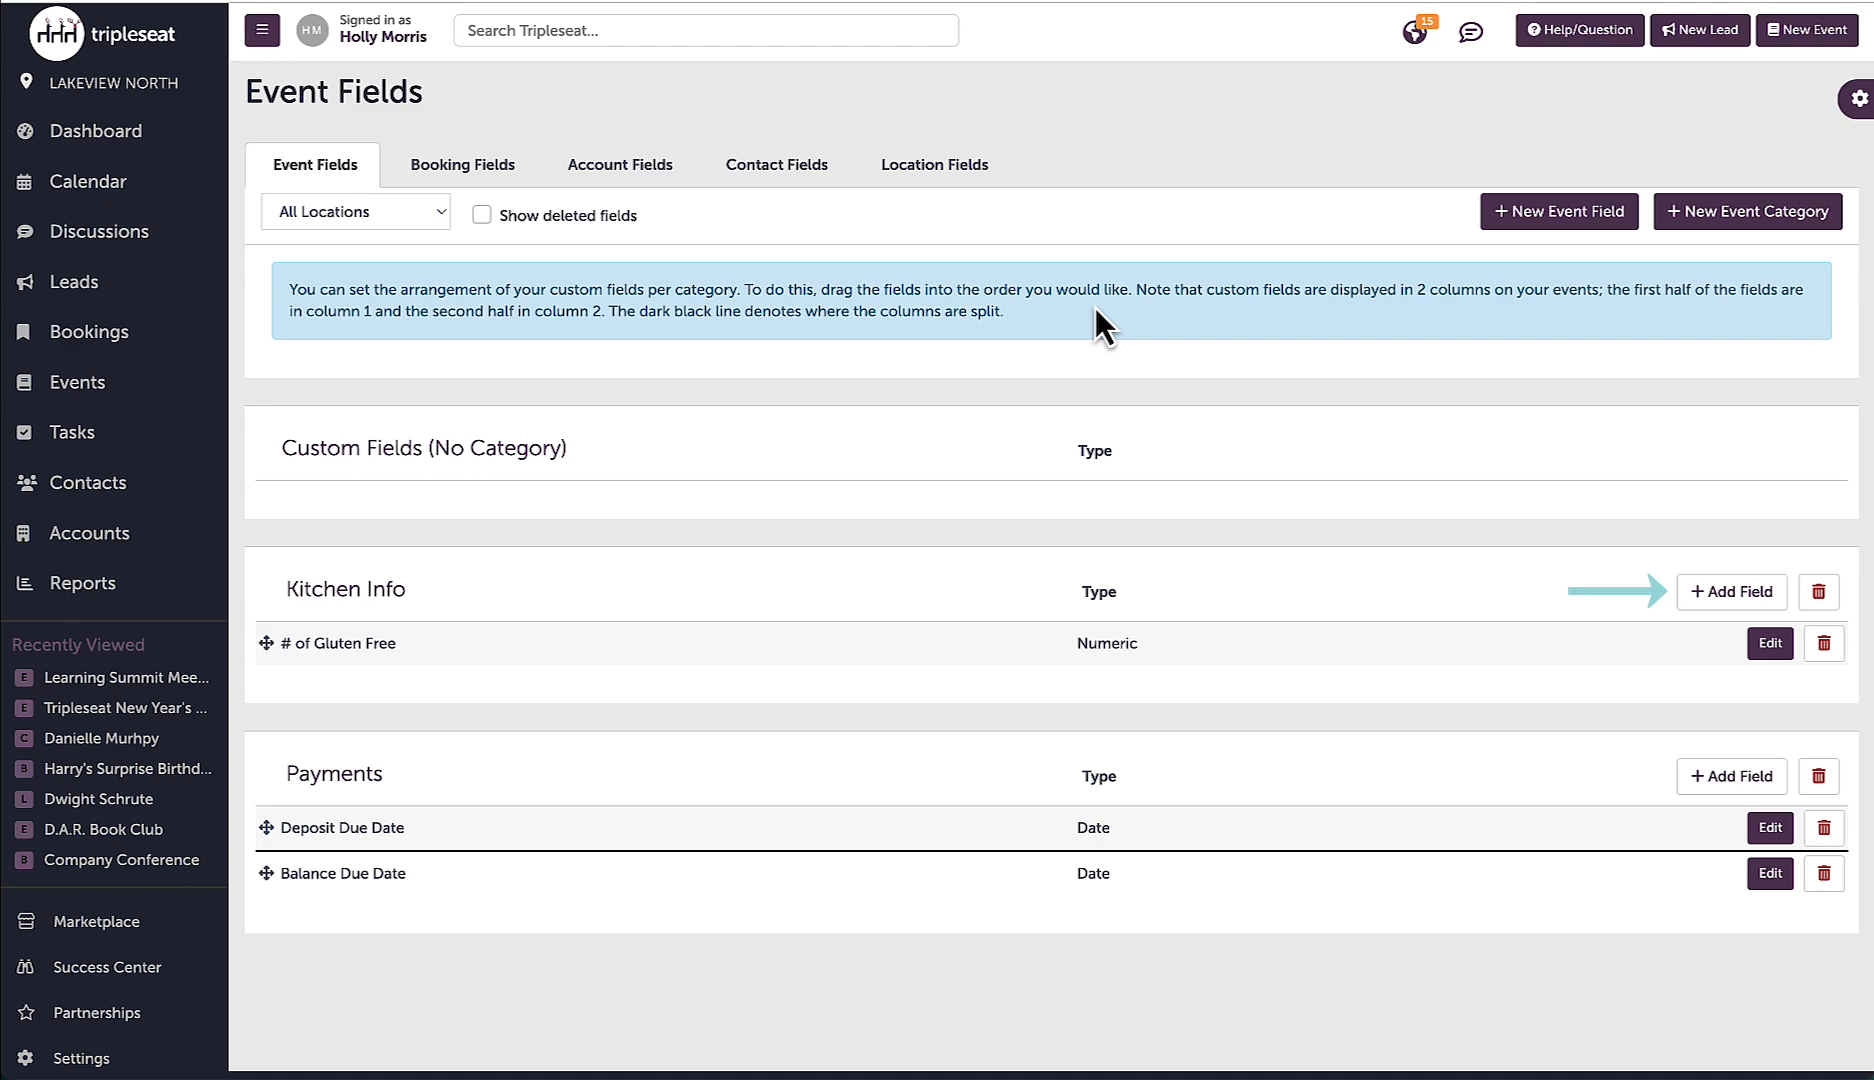 tripleseat
LAKEVIEW NORTH
Dashboard
Calendar
Discussions
Leads
Bookings
Events
Tasks
Contacts
Accounts
Reports
Recently Viewed
E Learning Summit Mee...
E Tripleseat New Year's ...
C Danielle Murhpy
B Harry's Surprise Birthd...
L Dwight Schrute
E D.A.R. Book Club
B Company Conference
Marketplace
Success Center
Partnerships
Settings
HM
Signed in as
Holly Morris
Search Tripleseat...
15
Help/Question
New Lead
New Event
Event Fields
Event Fields Booking Fields Account Fields Contact Fields Location Fields
All Locations
Show deleted fields
+ New Event Field
+ New Event Category
You can set the arrangement of your custom fields per category. To do this, drag the fields into the order you would like. Note that custom fields are displayed in 2 columns on your events; the first half of the fields are
in column 1 and the second half in column 2. The dark black line denotes where the columns are split.
Custom Fields (No Category) Type
Kitchen Info Type + Add Field
# of Gluten Free Numeric Edit
Payments Type + Add Field
Deposit Due Date Date Edit
Balance Due Date Date Edit